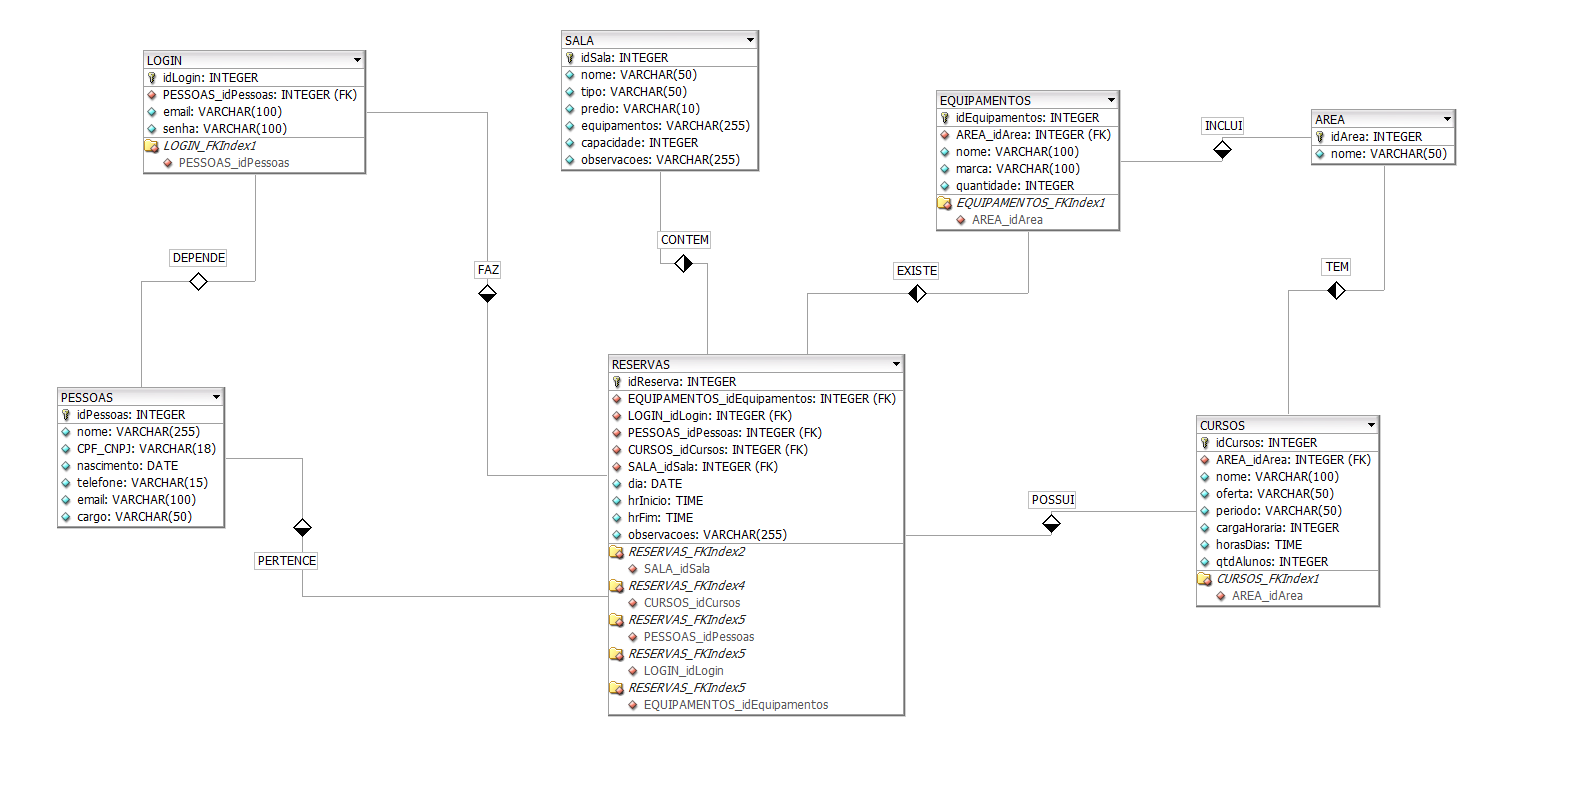 LOGIN
idLogin: INTEGER
PESSOAS_idPessoas: INTEGER (FK)
email: VARCHAR(100)
senha: VARCHAR(100)
LOGIN_FKIndex1
PESSOAS_idPessoas
SALA
idSala: INTEGER
nome: VARCHAR(50)
tipo: VARCHAR(50)
predio: VARCHAR(10)
equipamentos: VARCHAR(255)
capacidade: INTEGER
observacoes: VARCHAR(255)
EQUIPAMENTOS
idEquipamentos: INTEGER
AREA_idArea: INTEGER (FK)
nome: VARCHAR(100)
marca: VARCHAR(100)
quantidade: INTEGER
EQUIPAMENTOS_FKIndex1
AREA_idArea
INCLUI
AREA
idArea: INTEGER
nome: VARCHAR(50)
DEPENDE
FAZ
CONTEM
EXISTE
TEM
PESSOAS
idPessoas: INTEGER
nome: VARCHAR(255)
CPF_CNPJ: VARCHAR(18)
nascimento: DATE
telefone: VARCHAR(15)
email: VARCHAR(100)
cargo: VARCHAR(50)
PERTENCE
RESERVAS
idReserva: INTEGER
EQUIPAMENTOS_idEquipamentos: INTEGER (FK)
LOGIN_idLogin: INTEGER (FK)
PESSOAS_idPessoas: INTEGER (FK)
CURSOS_idCursos: INTEGER (FK)
SALA_idSala: INTEGER (FK)
dia: DATE
hrInicio: TIME
hrFim: TIME
observacoes: VARCHAR(255)
RESERVAS_FKIndex2
SALA_idSala
RESERVAS_FKIndex4
CURSOS_idCursos
RESERVAS_FKIndex5
PESSOAS_idPessoas
RESERVAS_FKIndex5
LOGIN_idLogin
RESERVAS_FKIndex5
EQUIPAMENTOS_idEquipamentos
POSSUI
CURSOS
idCursos: INTEGER
AREA_idArea: INTEGER (FK)
nome: VARCHAR(100)
oferta: VARCHAR(50)
periodo: VARCHAR(50)
cargaHoraria: INTEGER
horasDias: TIME
qtdAlunos: INTEGER
CURSOS_FKIndex1
AREA_idArea